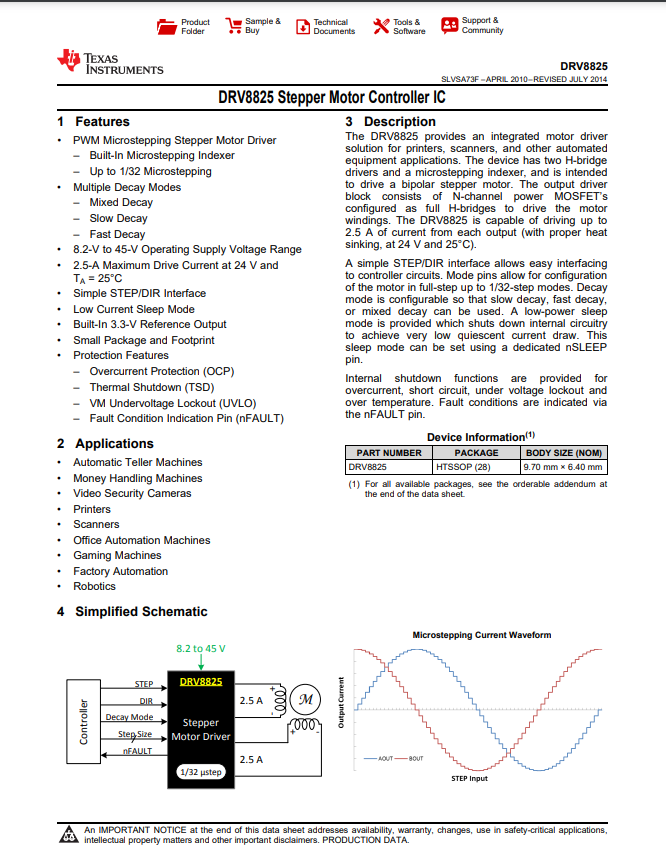 Product Folder
Sample & Buy
Technical Documents
Tools & Software
Support & Community
TEXAS INSTRUMENTS
DRV8825
SLVSA73F –APRIL 2010–REVISED JULY 2014
DRV8825 Stepper Motor Controller IC
1 Features
• PWM Microstepping Stepper Motor Driver
– Built-In Microstepping Indexer
– Up to 1/32 Microstepping
• Multiple Decay Modes
– Mixed Decay
– Slow Decay
– Fast Decay
• 8.2-V to 45-V Operating Supply Voltage Range
• 2.5-A Maximum Drive Current at 24 V and
TA = 25°C
• Simple STEP/DIR Interface
• Low Current Sleep Mode
• Built-In 3.3-V Reference Output
• Small Package and Footprint
• Protection Features
– Overcurrent Protection (OCP)
– Thermal Shutdown (TSD)
– VM Undervoltage Lockout (UVLO)
– Fault Condition Indication Pin (nFAULT)
2 Applications
• Automatic Teller Machines
• Money Handling Machines
• Video Security Cameras
• Printers
• Scanners
• Office Automation Machines
• Gaming Machines
• Factory Automation
• Robotics
3 Description
The DRV8825 provides an integrated motor driver
solution for printers, scanners, and other automated
equipment applications. The device has two H-bridge
drivers and a microstepping indexer, and is intended
to drive a bipolar stepper motor. The output driver
block consists of N-channel power MOSFET's
configured as full H-bridges to drive the motor
windings. The DRV8825 is capable of driving up to
2.5 A of current from each output (with proper heat
sinking, at 24 V and 25°C).
A simple STEP/DIR interface allows easy interfacing
to controller circuits. Mode pins allow for configuration
of the motor in full-step up to 1/32-step modes. Decay
mode is configurable so that slow decay, fast decay,
or mixed decay can be used. A low-power sleep
mode is provided which shuts down internal circuitry
to achieve very low quiescent current draw. This
sleep mode can be set using a dedicated nSLEEP
pin.
Internal shutdown functions are provided for
overcurrent, short circuit, under voltage lockout and
over temperature. Fault conditions are indicated via
the nFAULT pin.
Device Information(1)
PART NUMBER PACKAGE BODY SIZE (NOM)
DRV8825 HTSSOP (28) 9.70 mm × 6.40 mm
(1) For all available packages, see the orderable addendum at
the end of the data sheet.
4 Simplified Schematic
8.2 to 45 V
Controller
STEP
DIR
Decay Mode
Step Size
nFAULT
DRV8825
Stepper
Motor Driver
1/32 µstep
2.5 A
2.5 A
+
-
M
+ -
Microstepping Current Waveform
Output Current
AOUT BOUT
STEP Input
An IMPORTANT NOTICE at the end of this data sheet addresses availability, warranty, changes, use in safety-critical applications,
intellectual property matters and other important disclaimers. PRODUCTION DATA.